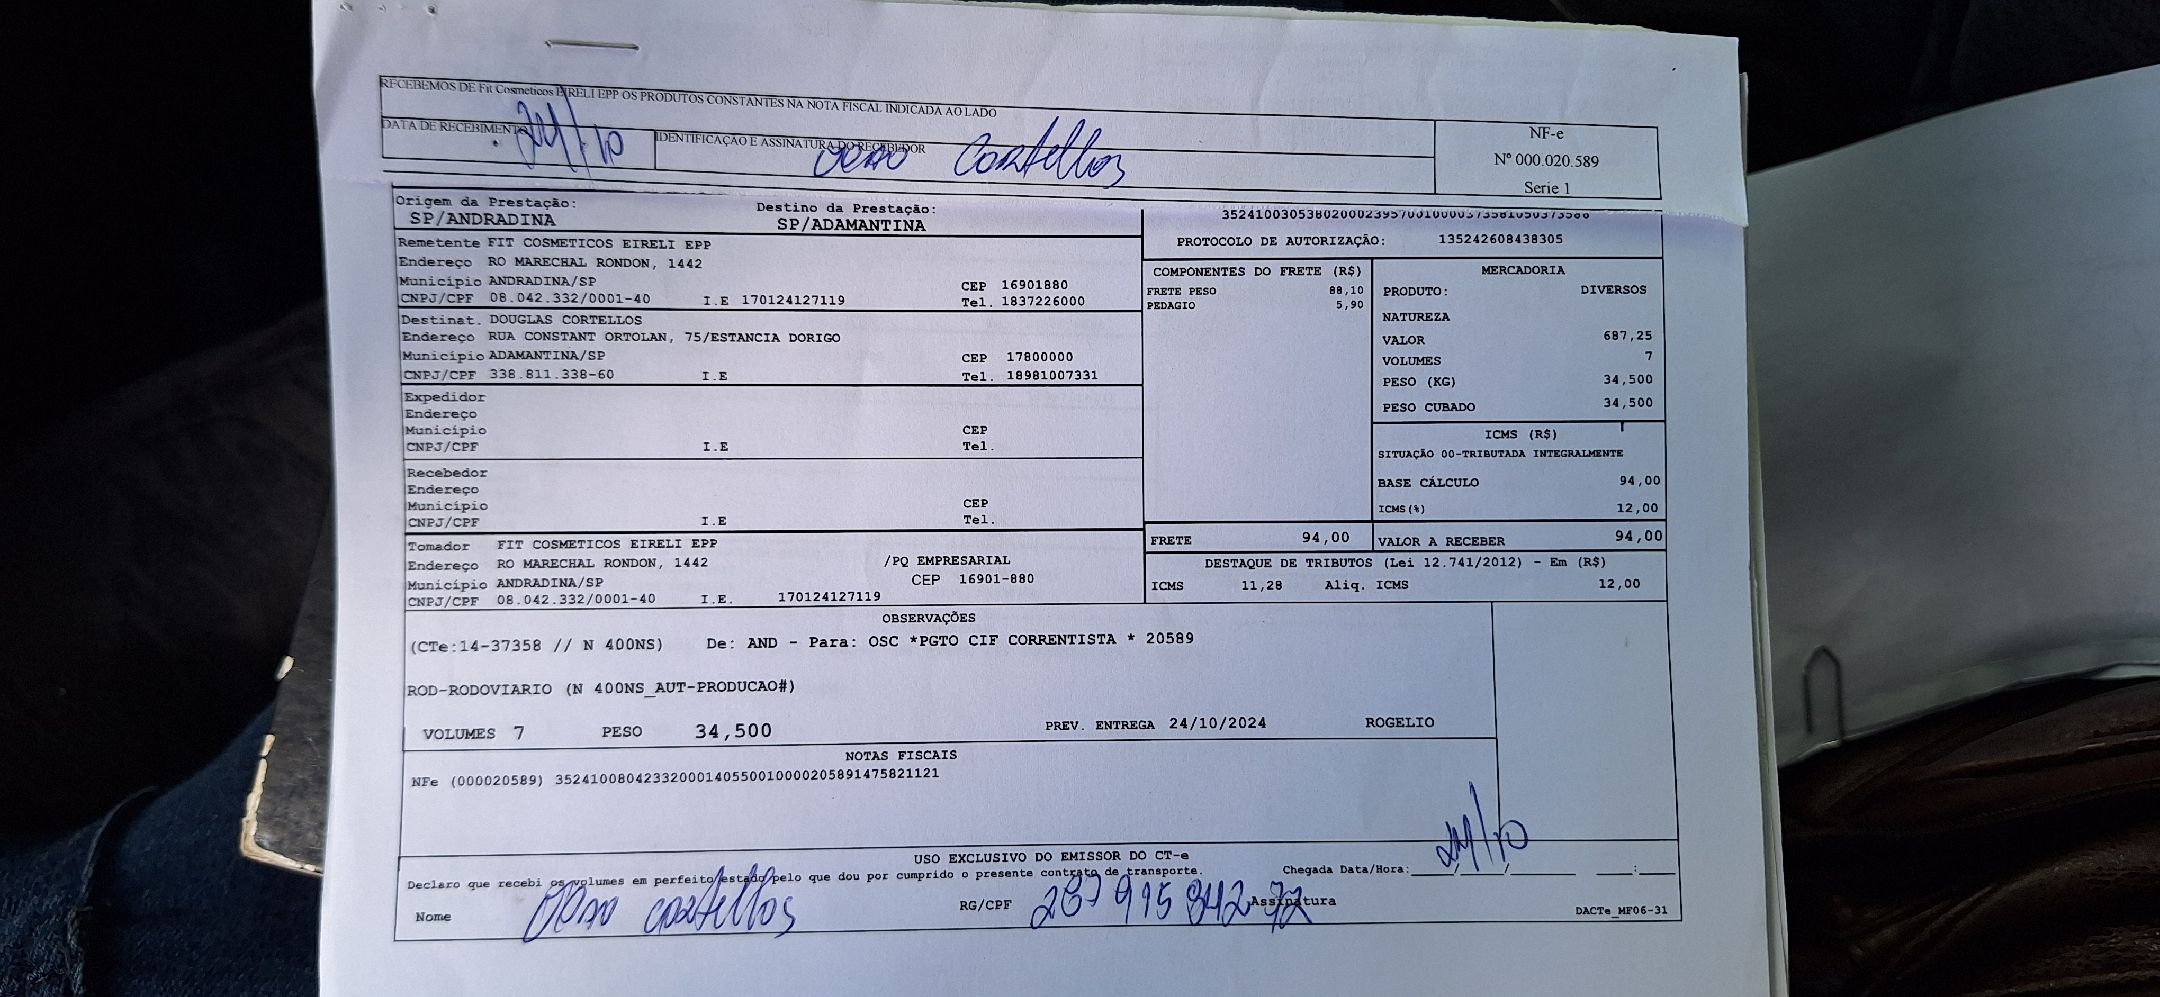 RECEBEMOS DE Fit Cosmeticos EIRELI EPP OS PRODUTOS CONSTANTES NA NOTA FISCAL INDICADA AO LADO
DATA DE RECEBIMENTO 24/10
IDENTIFICAÇÃO E ASSINATURA DO RECEBEDOR
Cortellos
NF-e
Nº 000.020.589
Serie 1
Origem da Prestação:
SP/ANDRADINA
Destino da Prestação:
SP/ADAMANTINA
PROTOCOLO DE AUTORIZAÇÃO: 135242608438305
Remetente FIT COSMETICOS EIRELI EPP
Endereço RO MARECHAL RONDON, 1442
Município ANDRADINA/SP CEP 16901880
CNPJ/CPF 08.042.332/0001-40 I.E 170124127119 Tel. 1837226000
Destinat. DOUGLAS CORTELLOS
Endereço RUA CONSTANT ORTOLAN, 75/ESTANCIA DORIGO
Município ADAMANTINA/SP CEP 17800000
CNPJ/CPF 338.811.338-60 I.E Tel. 18981007331
Expedidor
Endereço
Município CEP
CNPJ/CPF I.E Tel.
Recebedor
Endereço
Município CEP
CNPJ/CPF I.E Tel.
Tomador FIT COSMETICOS EIRELI EPP
Endereço RO MARECHAL RONDON, 1442 /PQ EMPRESARIAL
Município ANDRADINA/SP CEP 16901-880
CNPJ/CPF 08.042.332/0001-40 I.E. 170124127119
COMPONENTES DO FRETE (R$)
FRETE PESO 88,10
PEDAGIO 5,90
MERCADORIA
PRODUTO: DIVERSOS
NATUREZA
VALOR 687,25
VOLUMES 7
PESO (KG) 34,500
PESO CUBADO 34,500
ICMS (R$)
SITUAÇÃO 00-TRIBUTADA INTEGRALMENTE
BASE CÁLCULO 94,00
ICMS(%) 12,00
FRETE 94,00
VALOR A RECEBER 94,00
DESTAQUE DE TRIBUTOS (Lei 12.741/2012) - Em (R$)
ICMS 11,28 Aliq. ICMS 12,00
OBSERVAÇÕES
(CTe:14-37358 // N 400NS) De: AND - Para: OSC *PGTO CIF CORRENTISTA * 20589
ROD-RODOVIARIO (N 400NS_AUT-PRODUCAO#)
VOLUMES 7 PESO 34,500 PREV. ENTREGA 24/10/2024 ROGELIO
NOTAS FISCAIS
NFe (000020589) 35241008042332000140550010000205891475821121
USO EXCLUSIVO DO EMISSOR DO CT-e
Declaro que recebi os volumes em perfeito estado pelo que dou por cumprido o presente contrato de transporte. Chegada Data/Hora: 24/10
Nome Cortellos RG/CPF Assinatura
DACTe_MF06-31